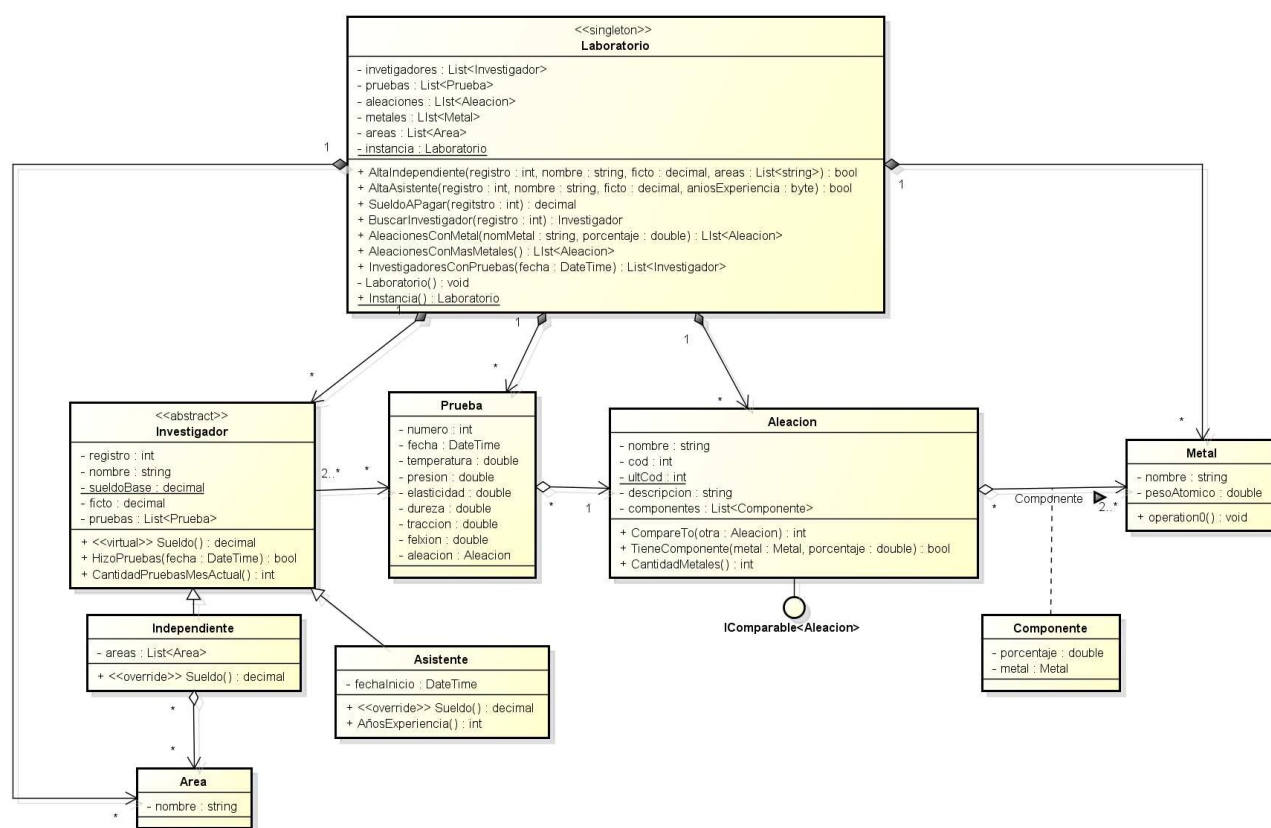 <<singleton>>
Laboratorio
- invetigadores : List<Investigador>
- pruebas : List<Prueba>
- aleaciones : LIst<Aleacion>
- metales : LIst<Metal>
- areas : List<Area>
- instancia : Laboratorio
+ AltaIndependiente(registro : int, nombre : string, ficto : decimal, areas : List<string>) : bool
+ AltaAsistente(registro : int, nombre : string, ficto : decimal, aniosExperiencia : byte) : bool
+ SueldoAPagar(regitstro : int) : decimal
+ BuscarInvestigador(registro : int) : Investigador
+ AleacionesConMetal(nomMetal : string, porcentaje : double) : LIst<Aleacion>
+ AleacionesConMasMetales() : LIst<Aleacion>
+ InvestigadoresConPruebas(fecha : DateTime) : List<Investigador>
- Laboratorio() : void
+ Instancia() : Laboratorio
1
1
1
1
1
*
*
*
*
*
<<abstract>>
Investigador
- registro : int
- nombre : string
- sueldoBase : decimal
- ficto : decimal
- pruebas : List<Prueba>
+ <<virtual>> Sueldo() : decimal
+ HizoPruebas(fecha : DateTime) : bool
+ CantidadPruebasMesActual() : int
2..*
*
Prueba
- numero : int
- fecha : DateTime
- temperatura : double
- presion : double
- elasticidad : double
- dureza : double
- traccion : double
- felxion : double
- aleacion : Aleacion
*
1
Aleacion
- nombre : string
- cod : int
- ultCod : int
- descripcion : string
- componentes : List<Componente>
+ CompareTo(otra : Aleacion) : int
+ TieneComponente(metal : Metal, porcentaje : double) : bool
+ CantidadMetales() : int
IComparable<Aleacion>
*
Componente
2..*
Metal
- nombre : string
- pesoAtomico : double
+ operation0() : void
Componente
- porcentaje : double
- metal : Metal
Independiente
- areas : List<Area>
+ <<override>> Sueldo() : decimal
*
*
Asistente
- fechaInicio : DateTime
+ <<override>> Sueldo() : decimal
+ AñosExperiencia() : int
Area
- nombre : string